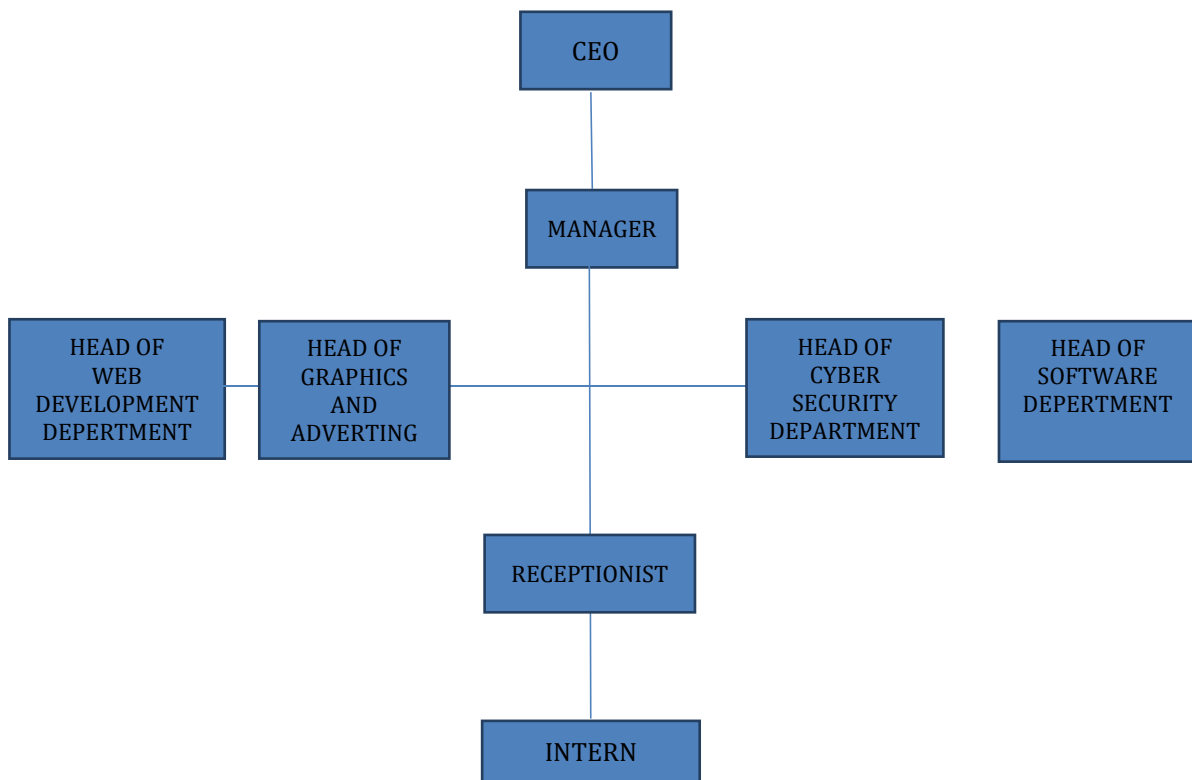 CEO
MANAGER
HEAD OF
WEB
DEVELOPMENT
DEPERTMENT
HEAD OF
GRAPHICS
AND
ADVERTING
HEAD OF
CYBER
SECURITY
DEPARTMENT
HEAD OF
SOFTWARE
DEPERTMENT
RECEPTIONIST
INTERN